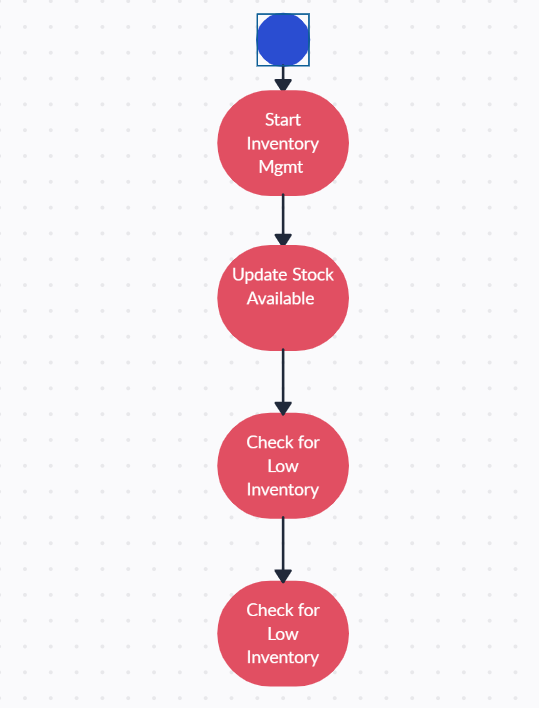 Start
Inventory
Mgmt
Update Stock
Available
Check for
Low
Inventory
Check for
Low
Inventory